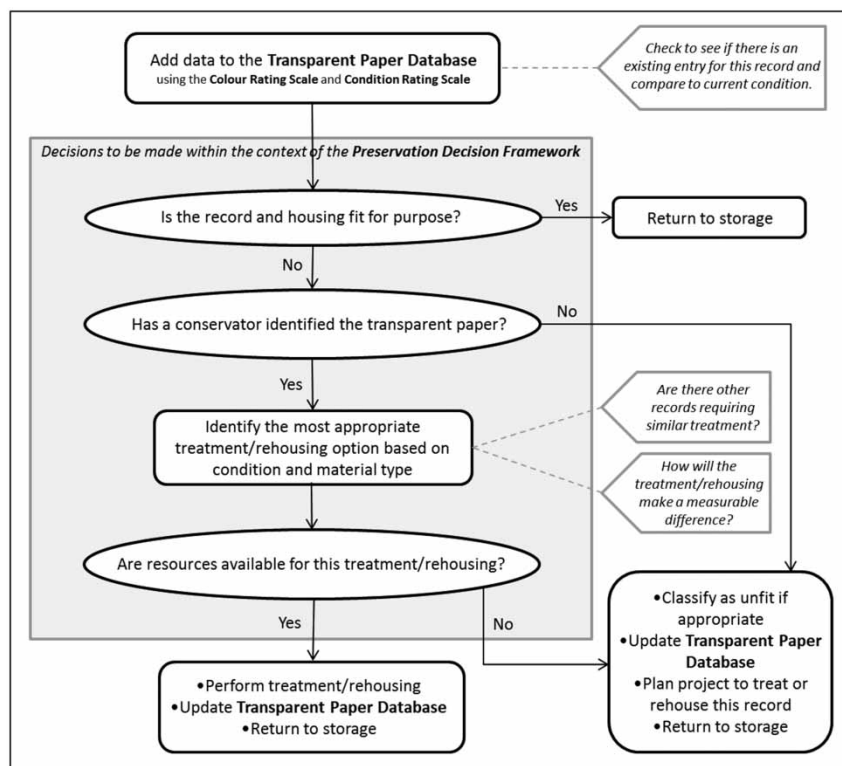 Add data to the Transparent Paper Database
using the Colour Rating Scale and Condition Rating Scale
Check to see if there is an
existing entry for this record and
compare to current condition.
Decisions to be made within the context of the Preservation Decision Framework
Is the record and housing fit for purpose?
Yes
Return to storage
No
Has a conservator identified the transparent paper?
No
Yes
Identify the most appropriate
treatment/rehousing option based on
condition and material type
Are there other
records requiring
similar treatment?
How will the
treatment/rehousing
make a measurable
difference?
Are resources available for this treatment/rehousing?
Yes
No
•Perform treatment/rehousing
•Update Transparent Paper Database
•Return to storage
•Classify as unfit if
appropriate
•Update Transparent Paper
Database
•Plan project to treat or
rehouse this record
•Return to storage